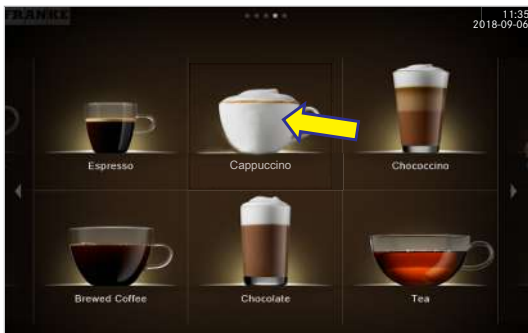 FRANKE
11:35
2018-09-06
Espresso
Cappuccino
Chococcino
Brewed Coffee
Chocolate
Tea